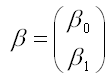 β = (β₀
β₁)